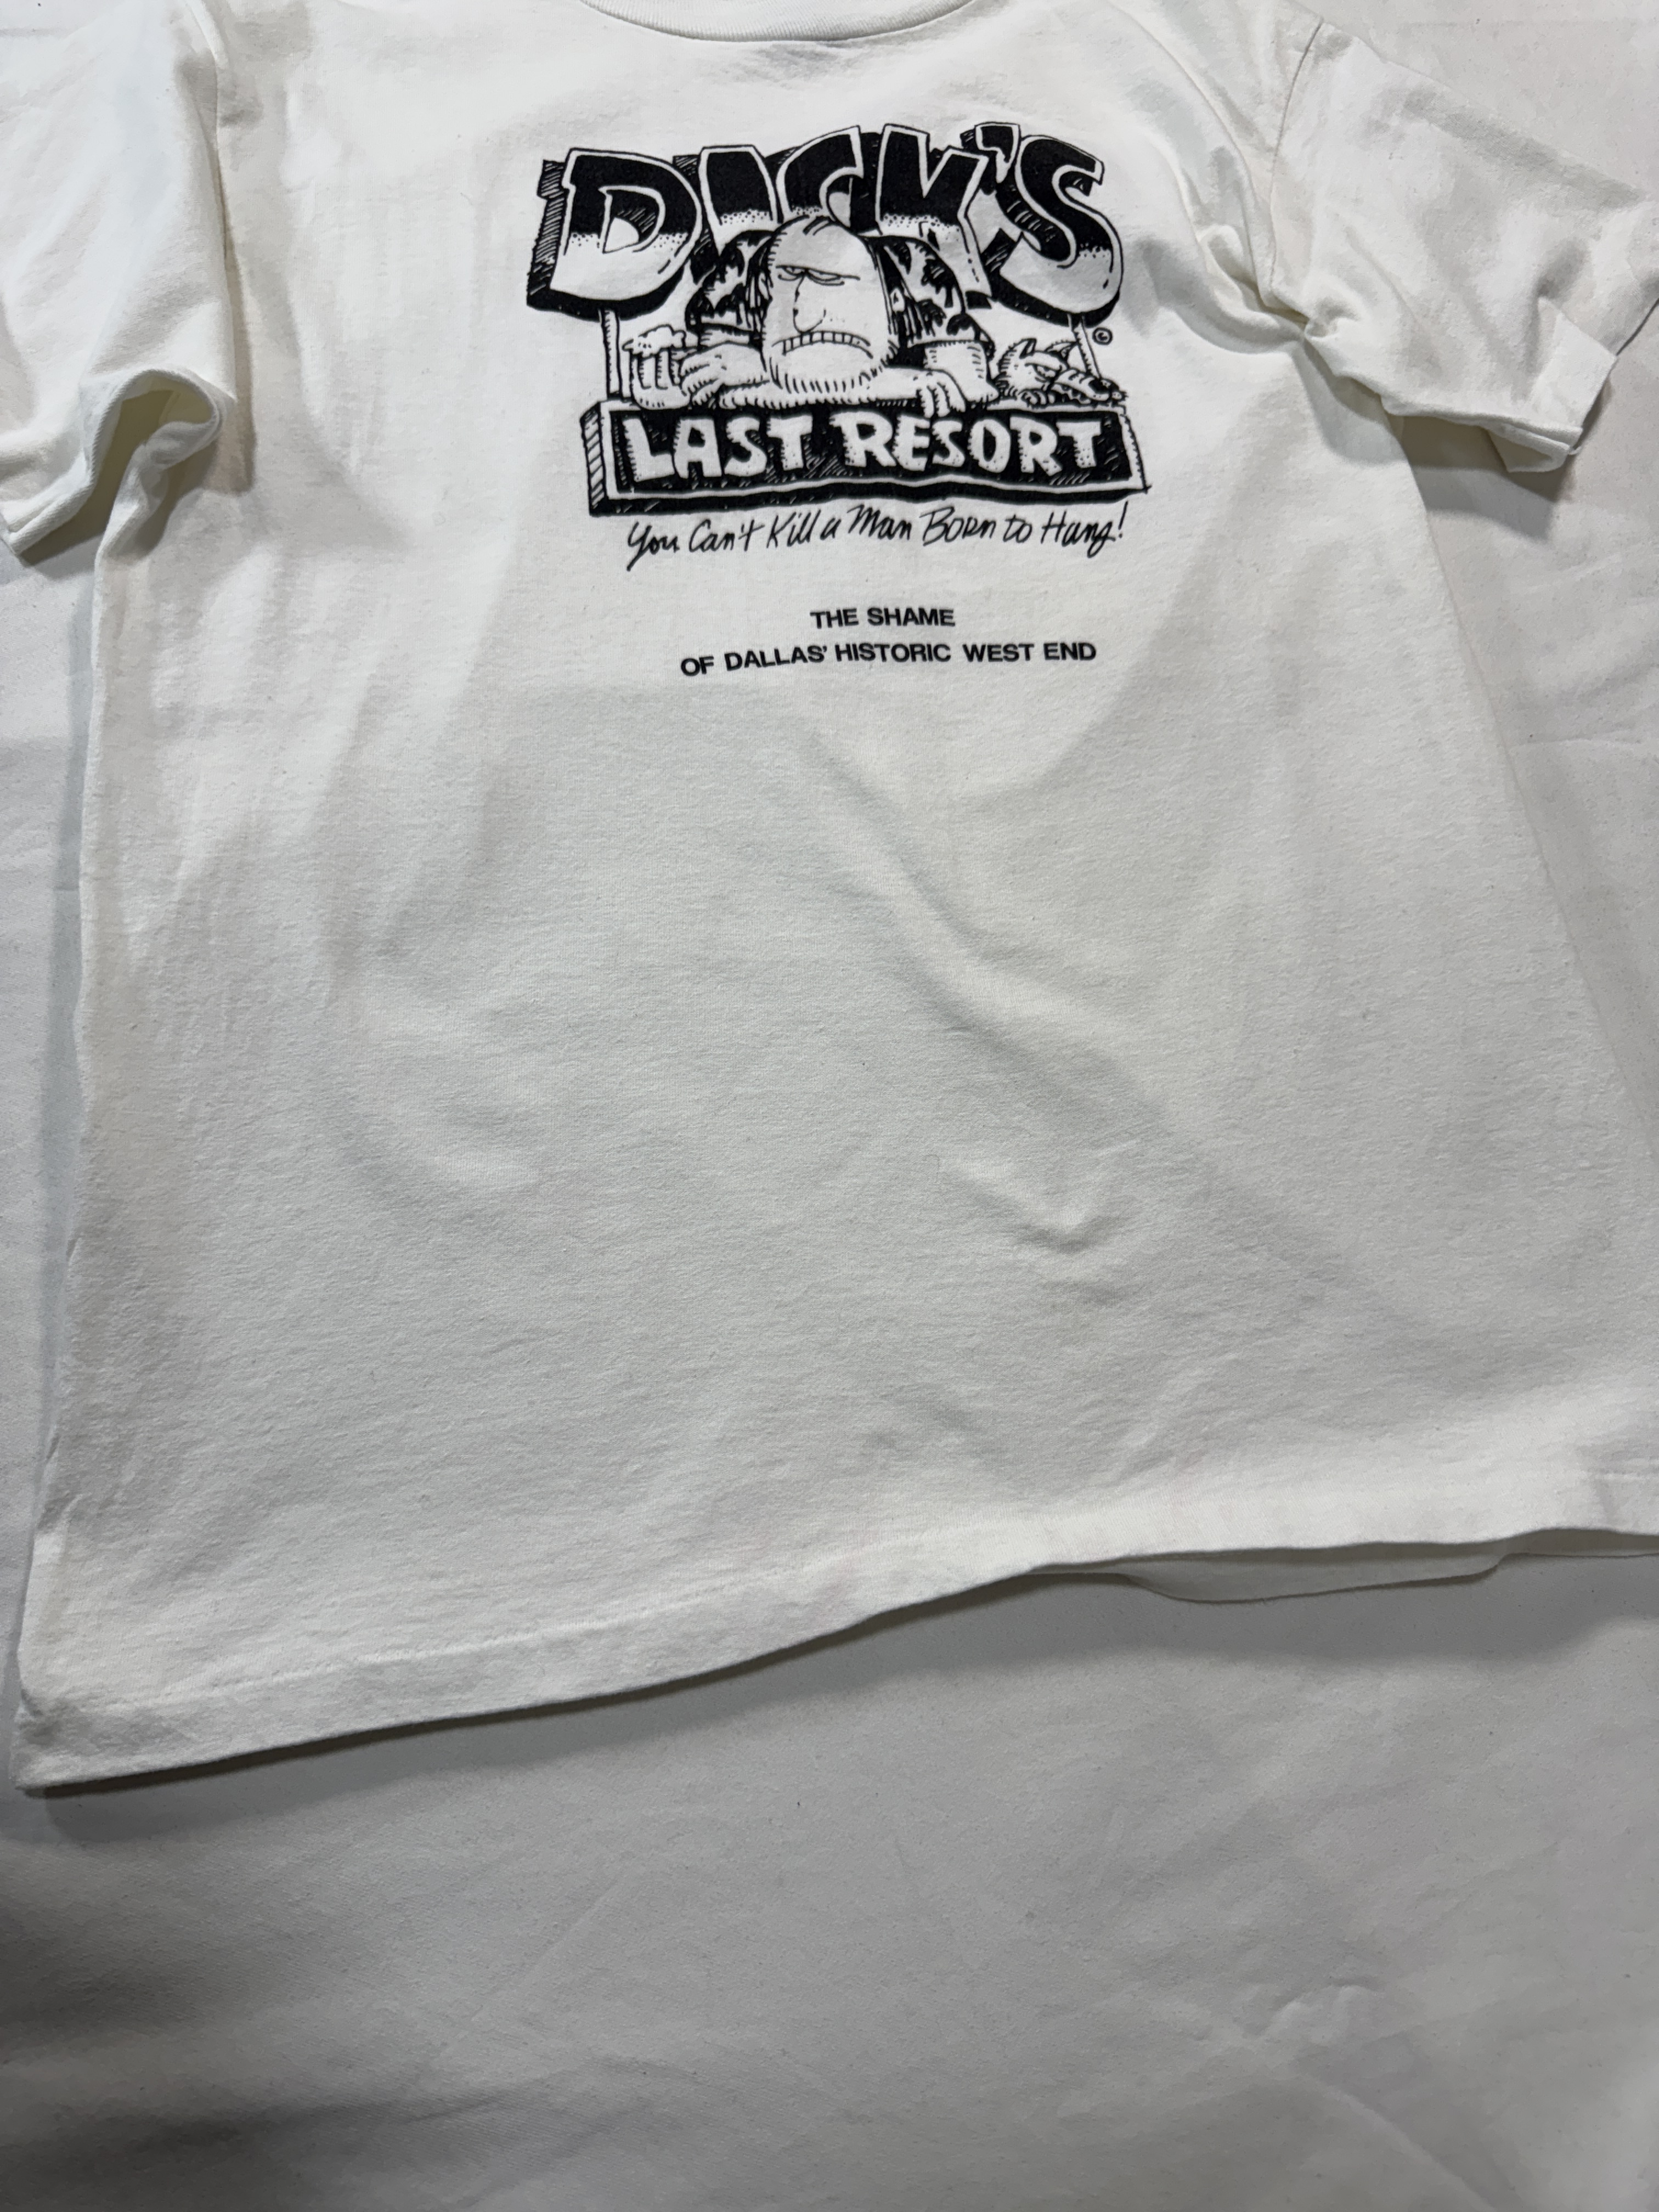 DICK'S
©
LAST RESORT
You Can't Kill a Man Born to Hang!
THE SHAME
OF DALLAS' HISTORIC WEST END